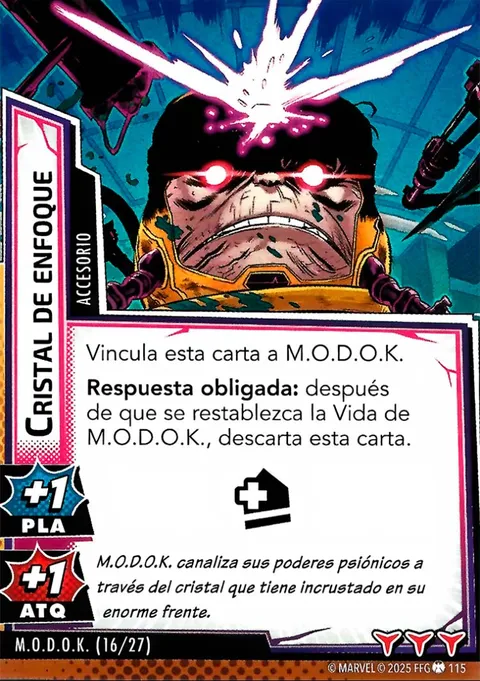 CRISTAL DE ENFOQUE
ACCESORIO
Vincula esta carta a M.O.D.O.K.
Respuesta obligada: después
de que se restablezca la Vida de
M.O.D.O.K., descarta esta carta.
+1
PLA
+1
ATQ
M.O.D.O.K. canaliza sus poderes psiónicos a
través del cristal que tiene incrustado en su
enorme frente.
M.O.D.O.K. (16/27)
© MARVEL © 2025 FFG 115